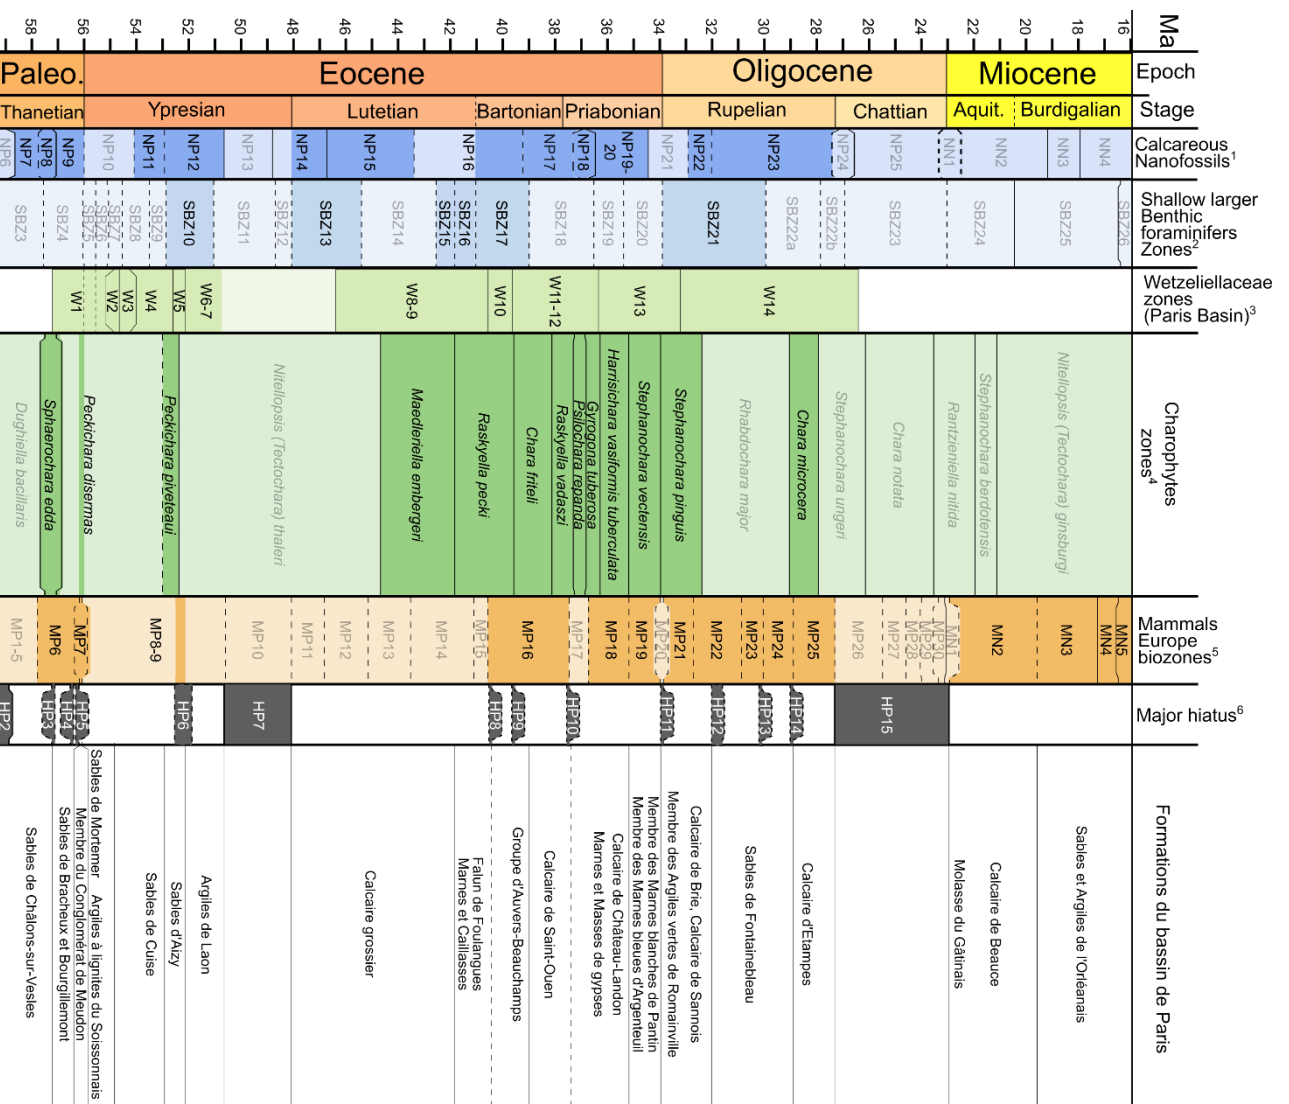 58
56
54
52
50
48
46
44
42
40
38
36
34
32
30
28
26
24
22
20
18
16
Ma
Paleo.
Eocene
Oligocene
Miocene
Epoch
Thanetian
Ypresian
Lutetian
Bartonian
Priabonian
Rupelian
Chattian
Aquit.
Burdigalian
Stage
NP6
NP7
NP8
NP9
NP10
NP11
NP12
NP13
NP14
NP15
NP16
NP17
NP18
NP19-
20
NP21
NP22
NP23
NP24
NP25
NN1
NN2
NN3
NN4
Calcareous
Nanofossils1
SBZ3
SBZ4
SBZ5
SBZ6
SBZ7
SBZ8
SBZ9
SBZ10
SBZ11
SBZ12
SBZ13
SBZ14
SBZ15
SBZ16
SBZ17
SBZ18
SBZ19
SBZ20
SBZ21
SBZ22a
SBZ22b
SBZ23
SBZ24
SBZ25
SBZ26
Shallow larger
Benthic
foraminifers
Zones2
W1
W2
W3
W4
W5
W6-7
W8-9
W10
W11-12
W13
W14
Wetzeliellaceae
zones
(Paris Basin)3
Dughiella bacillaris
Sphaerochara edda
Peckichara disermas
Peckichara piveteaui
Nitellopsis (Tectochara) thaleri
Maedleriella embergeri
Raskyella pecki
Chara friteli
Raskyella vadaszi
Psilochara repanda
Gyrogona tuberosa
Harrisichara vasiformis tuberculata
Stephanochara vectensis
Stephanochara pinguis
Rhabdochara major
Chara microcera
Stephanochara ungeri
Chara notata
Rantzieniella nitida
Stephanochara berdotensis
Nitellopsis (Tectochara) ginsburgi
Charophytes
zones4
MP1-5
MP6
MP7
MP8-9
MP10
MP11
MP12
MP13
MP14
MP15
MP16
MP17
MP18
MP19
MP20
MP21
MP22
MP23
MP24
MP25
MP26
MP27
MP28
MP29
MP30
MN1
MN2
MN3
MN4
MN5
Mammals
Europe
biozones5
HP2
HP3
HP4
HP5
HP6
HP7
HP8
HP9
HP10
HP11
HP12
HP13
HP14
HP15
Major hiatus6
Sables de Châlons-sur-Vesles
Sables de Bracheux et Bourgillemont
Membre du Conglomérat de Meudon
Sables de Mortemer Argiles à lignites du Soissonnais
Sables de Cuise
Sables d'Aizy
Argiles de Laon
Calcaire grossier
Marnes et Caillasses
Falun de Foulangues
Groupe d'Auvers-Beauchamps
Calcaire de Saint-Ouen
Marnes et Masses de gypses
Calcaire de Château-Landon
Membre des Marnes bleues d'Argenteuil
Membre des Marnes blanches de Pantin
Membre des Argiles vertes de Romainville
Calcaire de Brie, Calcaire de Sannois
Sables de Fontainebleau
Calcaire d'Etampes
Molasse du Gâtinais
Calcaire de Beauce
Sables et Argiles de l'Orléanais
Formations du bassin de Paris